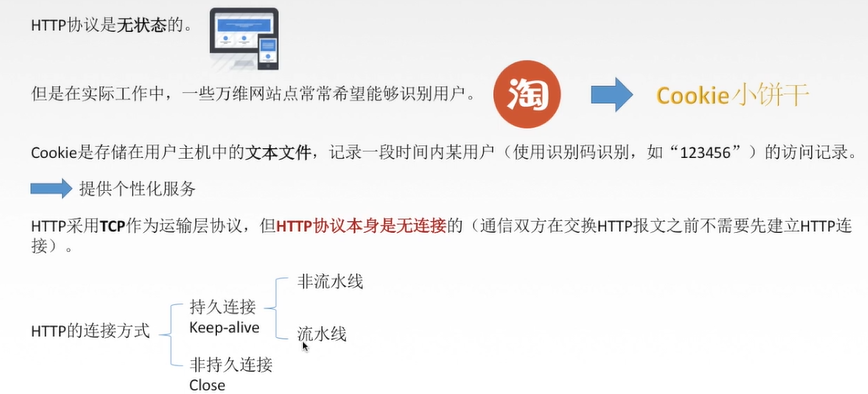 HTTP协议是无状态的。
但是在实际工作中，一些万维网站点常常希望能够识别用户。
淘
Cookie小饼干
Cookie是存储在用户主机中的文本文件，记录一段时间内某用户（使用识别码识别，如“123456”）的访问记录。
提供个性化服务
HTTP采用TCP作为运输层协议，但HTTP协议本身是无连接的（通信双方在交换HTTP报文之前不需要先建立HTTP连
接）。
HTTP的连接方式
持久连接
Keep-alive
非流水线
流水线
非持久连接
Close